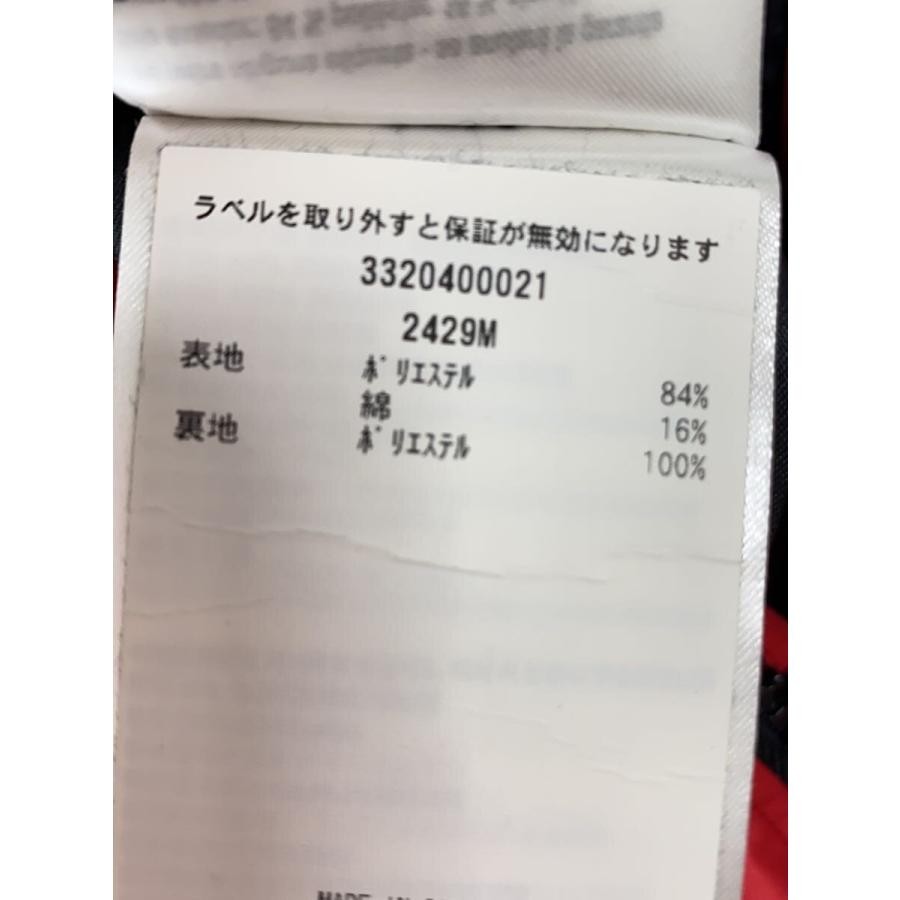 ラベルを取り外すと保証が無効になります
3320400021
2429M
表地 ポリエステル 84%
綿 16%
裏地 ポリエステル 100%
MADE IN